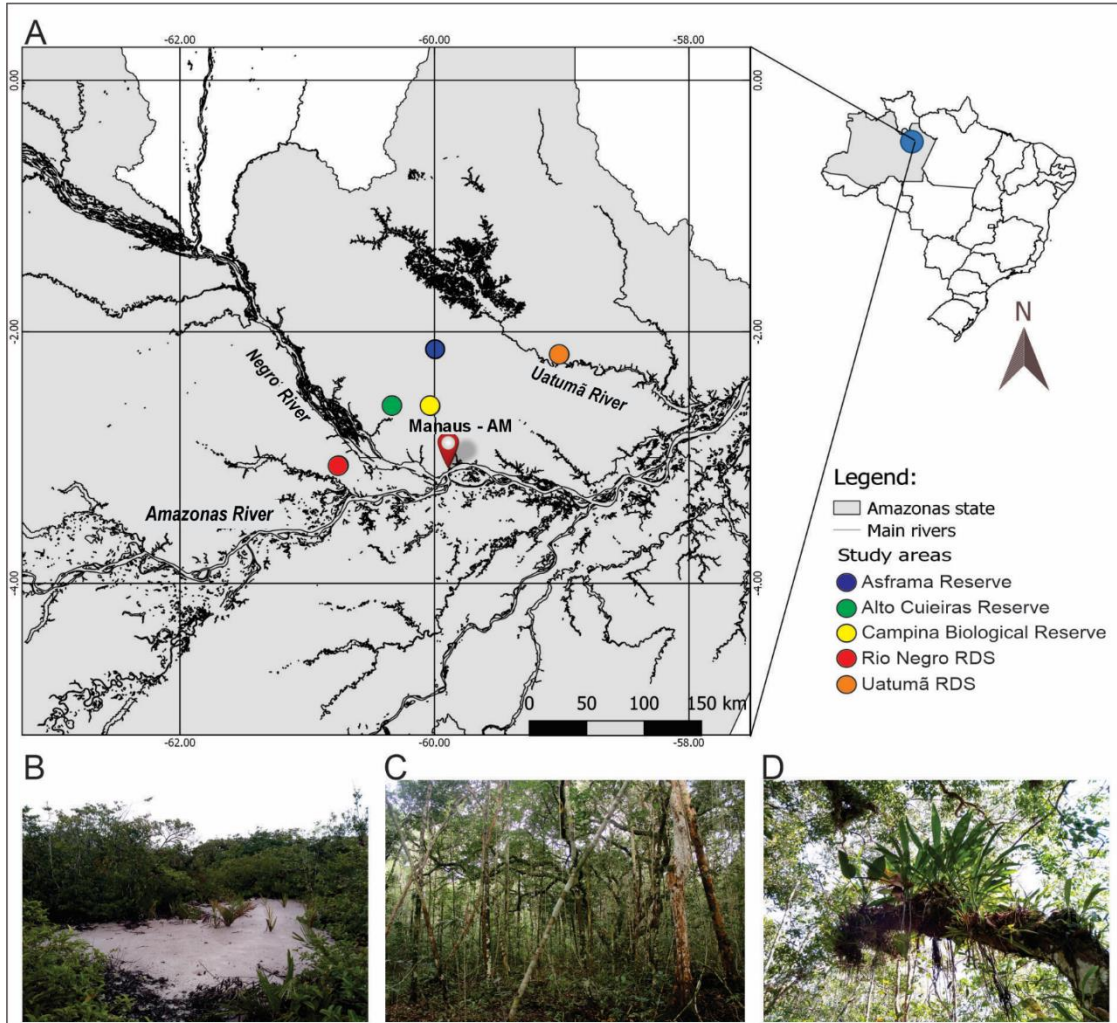 A
-62.00
-60.00
-58.00
0.00
0.00
-2.00
-2.00
Negro River
Uatumã River
Manaus - AM
Amazonas River
-4.00
-4.00
0 50 100 150 km
-62.00
-60.00
-58.00
N
Legend:
Amazonas state
Main rivers
Study areas
Asframa Reserve
Alto Cuieiras Reserve
Campina Biological Reserve
Rio Negro RDS
Uatumã RDS
B
C
D